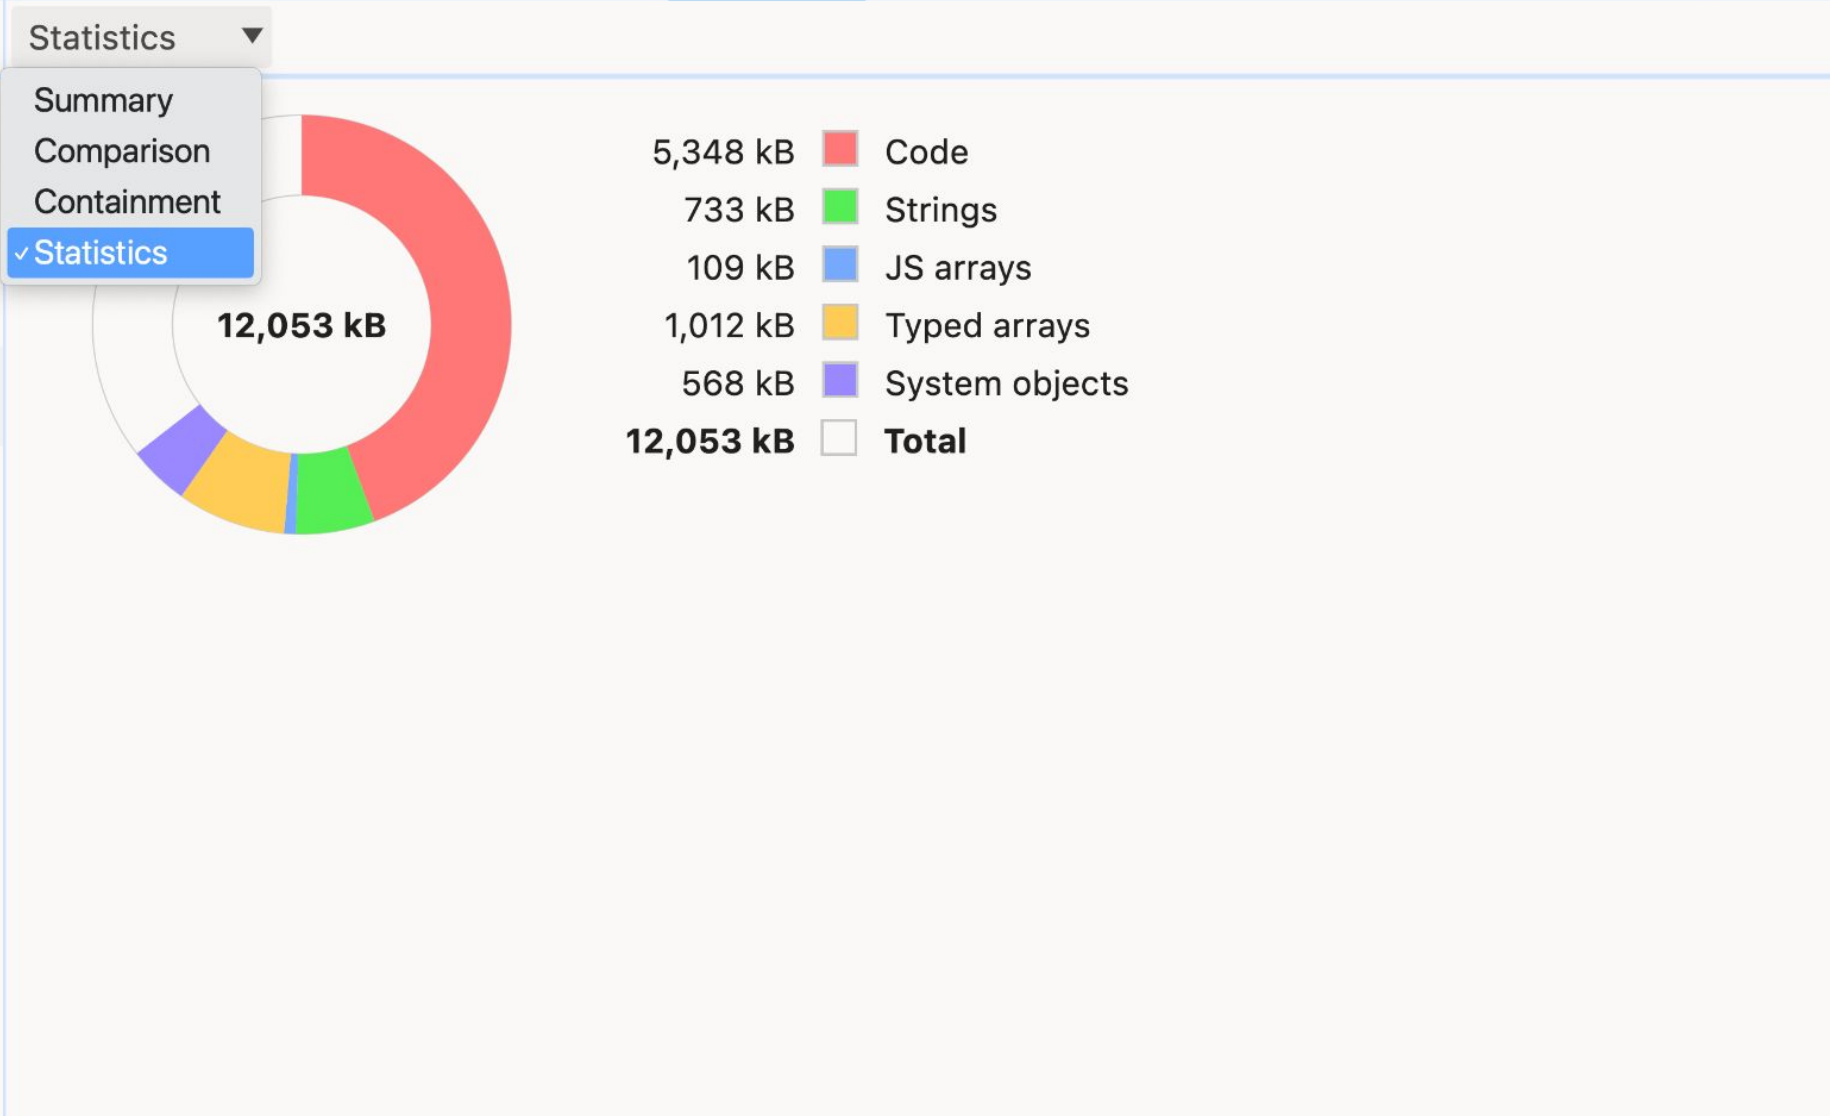 Statistics ▼
Summary
Comparison
Containment
✓ Statistics
12,053 kB
5,348 kB Code
733 kB Strings
109 kB JS arrays
1,012 kB Typed arrays
568 kB System objects
12,053 kB Total